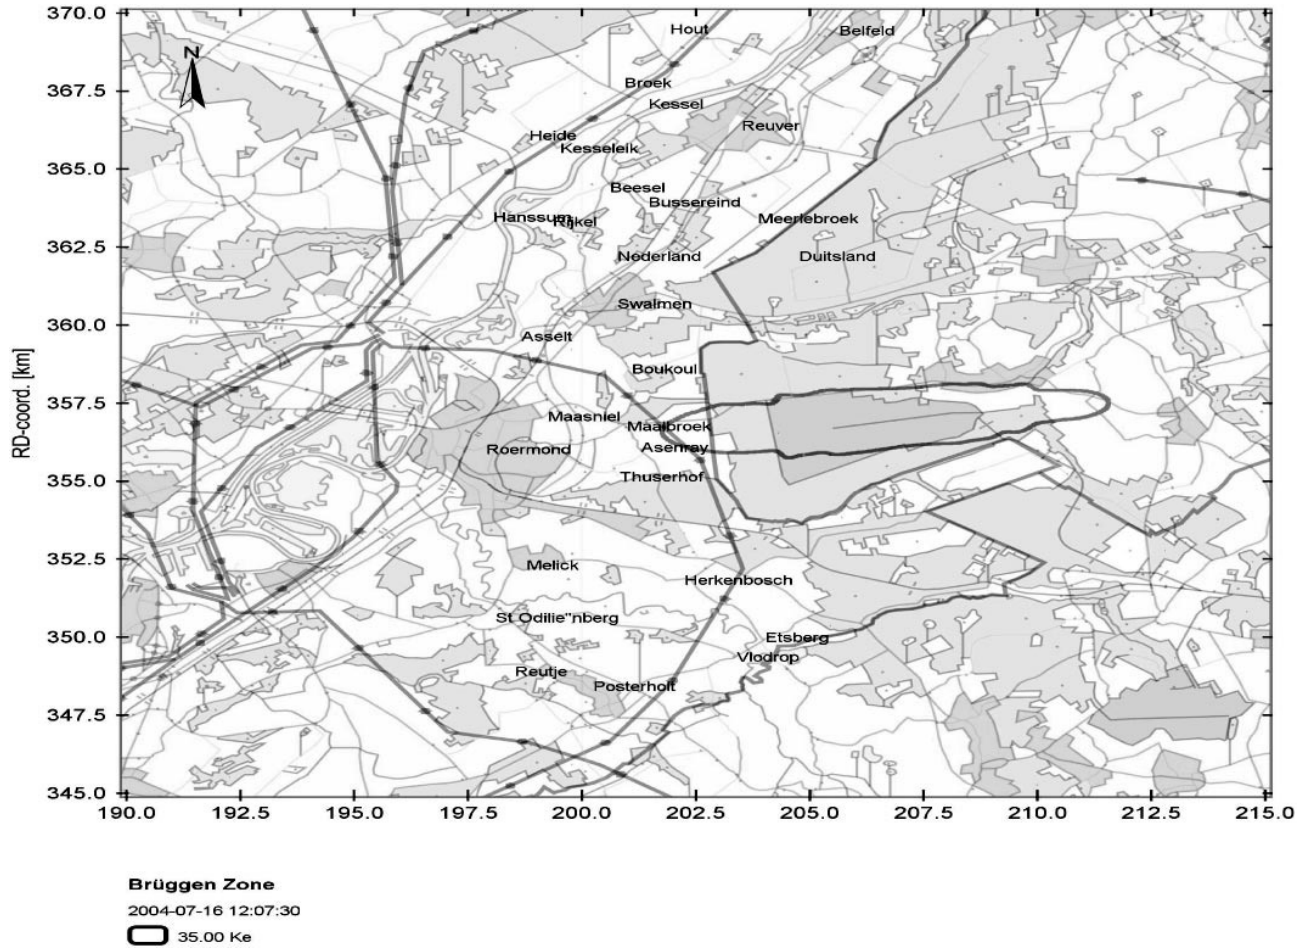 370.0
367.5
365.0
362.5
360.0
357.5
355.0
352.5
350.0
347.5
345.0
RD-coord. [km]
N
Hout
Belfeld
Broek
Kessel
Reuver
Heide
Kesseleik
Beesel
Bussereind
Hanssum
Rijkel
Meerlebroek
Nederland
Duitsland
Swalmen
Asselt
Boukoul
Maasniel
Maalbroek
Roermond
Asenray
Thuserhof
Melick
Herkenbosch
St Odilie"nberg
Etsberg
Vlodrop
Reutje
Posterholt
190.0 192.5 195.0 197.5 200.0 202.5 205.0 207.5 210.0 212.5 215.0
Brüggen Zone
2004-07-16 12:07:30
35.00 Ke